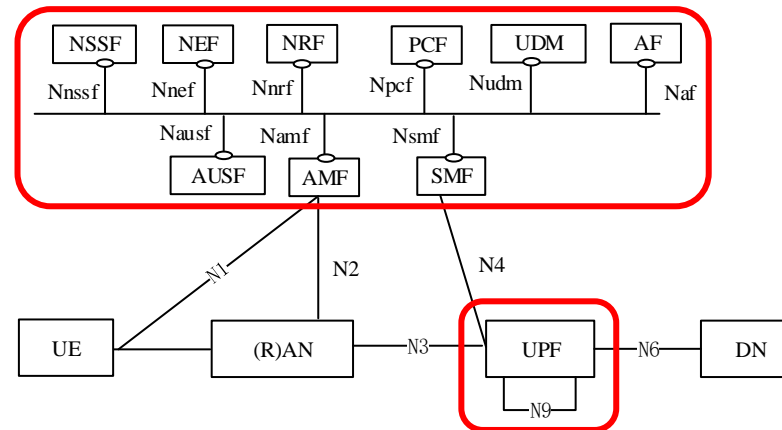 NSSF NEF NRF PCF UDM AF
Nnssf Nnef Nnrf Npcf Nudm Naf
Nausf Namf Nsmf
AUSF AMF SMF
N1 N2 N4
UE (R)AN N3 UPF N6 DN
N9